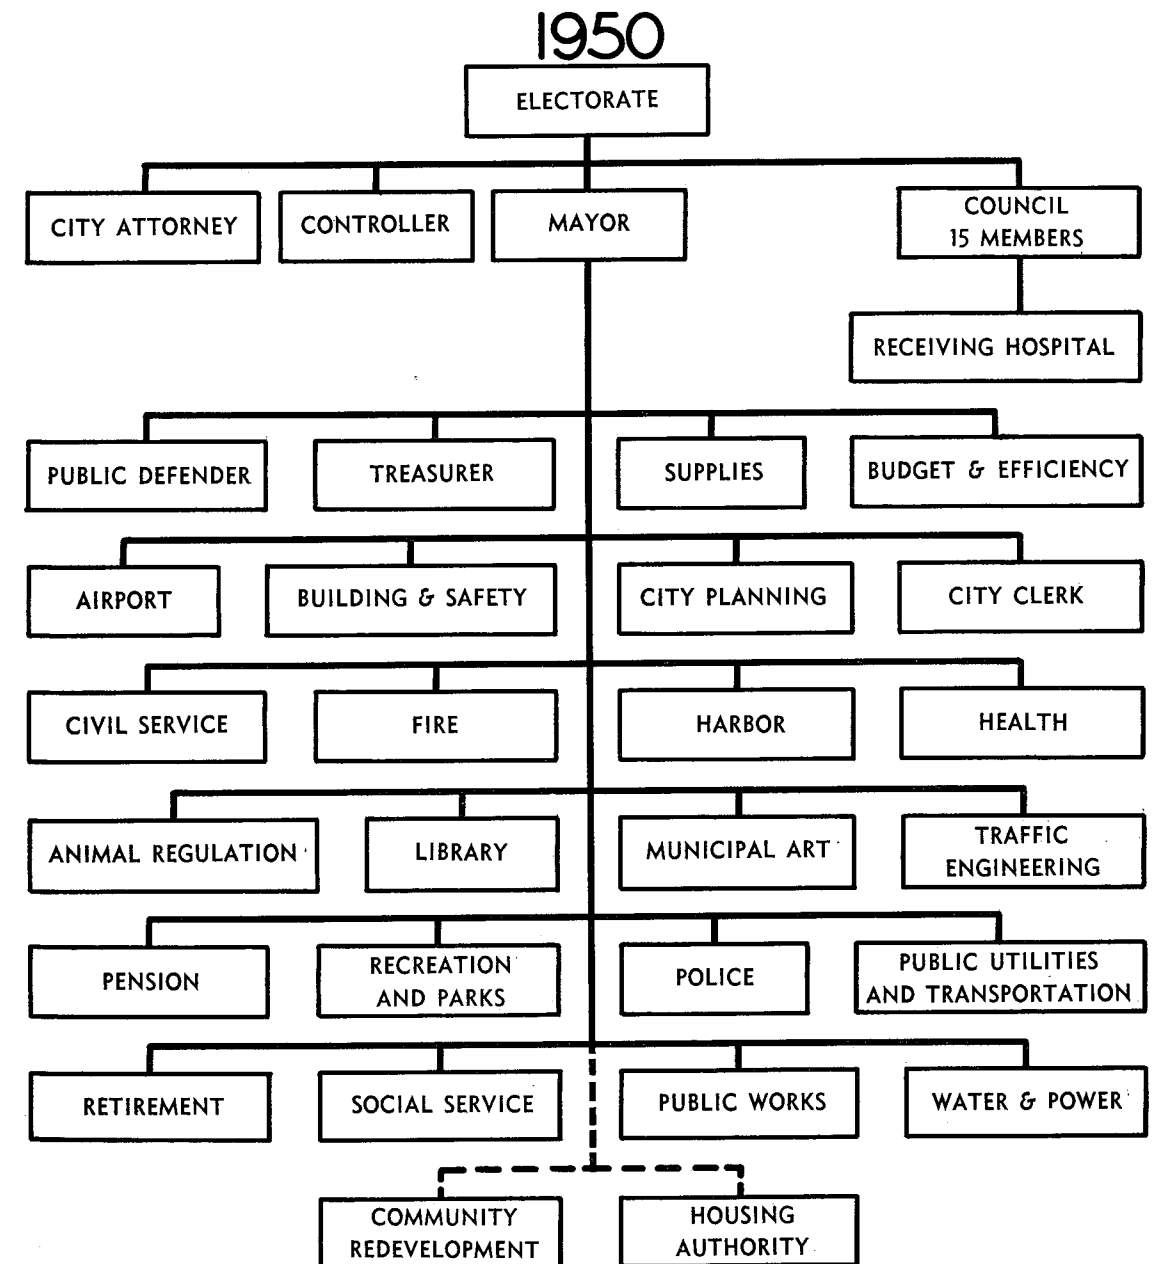 1950
ELECTORATE
CITY ATTORNEY
CONTROLLER
MAYOR
COUNCIL
15 MEMBERS
RECEIVING HOSPITAL
PUBLIC DEFENDER
TREASURER
SUPPLIES
BUDGET & EFFICIENCY
AIRPORT
BUILDING & SAFETY
CITY PLANNING
CITY CLERK
CIVIL SERVICE
FIRE
HARBOR
HEALTH
ANIMAL REGULATION
LIBRARY
MUNICIPAL ART
TRAFFIC
ENGINEERING
PENSION
RECREATION
AND PARKS
POLICE
PUBLIC UTILITIES
AND TRANSPORTATION
RETIREMENT
SOCIAL SERVICE
PUBLIC WORKS
WATER & POWER
COMMUNITY
REDEVELOPMENT
HOUSING
AUTHORITY